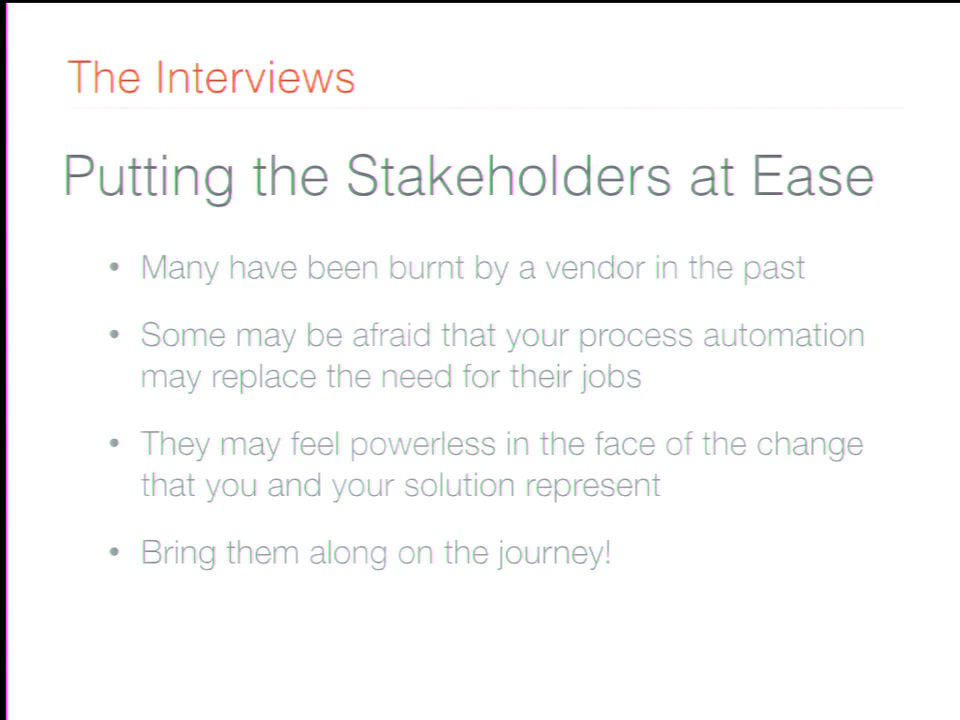 The Interviews
Putting the Stakeholders at Ease
• Many have been burnt by a vendor in the past
• Some may be afraid that your process automation
may replace the need for their jobs
• They may feel powerless in the face of the change
that you and your solution represent
• Bring them along on the journey!